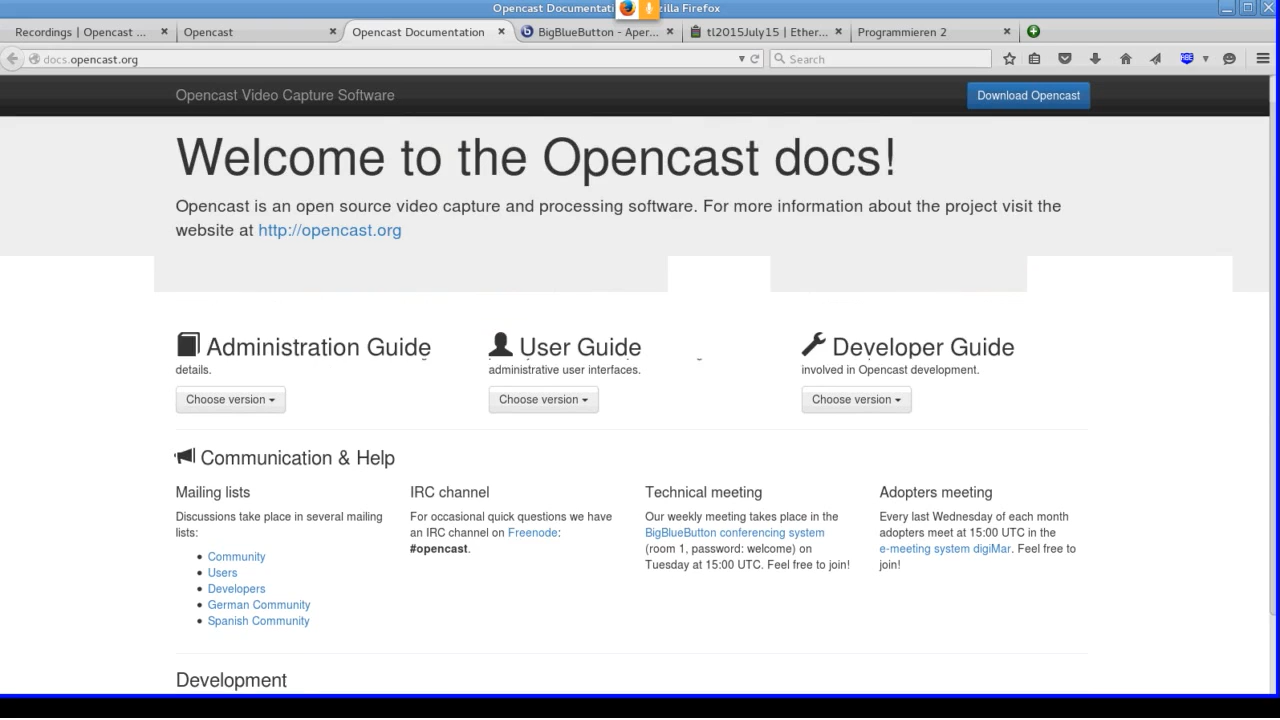 Opencast Documentati zilla Firefox
Recordings | Opencast ... Opencast Opencast Documentation BigBlueButton - Aper... tl2015July15 | Ether... Programmieren 2
docs.opencast.org Search
Opencast Video Capture Software Download Opencast
Welcome to the Opencast docs!
Opencast is an open source video capture and processing software. For more information about the project visit the
website at http://opencast.org
Administration Guide User Guide Developer Guide
details. administrative user interfaces. involved in Opencast development.
Choose version Choose version Choose version
Communication & Help
Mailing lists
Discussions take place in several mailing
lists:
Community
Users
Developers
German Community
Spanish Community
IRC channel
For occasional quick questions we have
an IRC channel on Freenode:
#opencast.
Technical meeting
Our weekly meeting takes place in the
BigBlueButton conferencing system
(room 1, password: welcome) on
Tuesday at 15:00 UTC. Feel free to join!
Adopters meeting
Every last Wednesday of each month
adopters meet at 15:00 UTC in the
e-meeting system digiMar. Feel free to
join!
Development